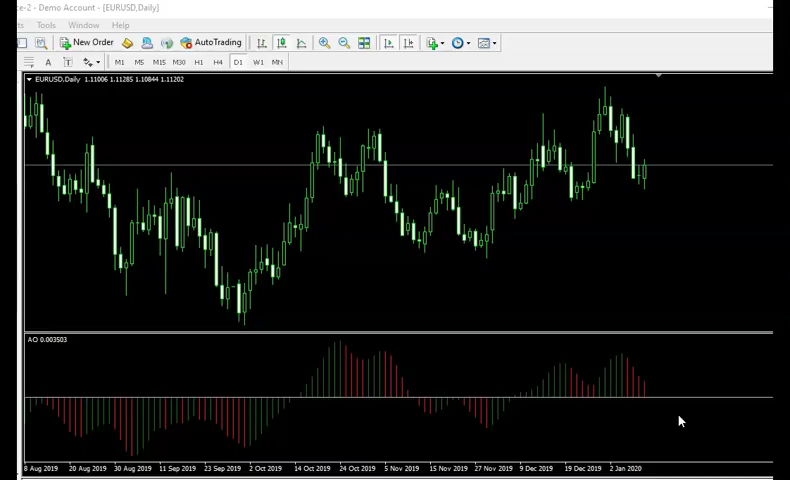 ce-2 - Demo Account - [EURUSD,Daily]
ts Tools Window Help
New Order AutoTrading
A T M1 M5 M15 M30 H1 H4 D1 W1 MN
EURUSD,Daily 1.11006 1.11285 1.10844 1.11202
AO 0.003503
8 Aug 2019 20 Aug 2019 30 Aug 2019 11 Sep 2019 23 Sep 2019 2 Oct 2019 14 Oct 2019 24 Oct 2019 5 Nov 2019 15 Nov 2019 27 Nov 2019 9 Dec 2019 19 Dec 2019 2 Jan 2020